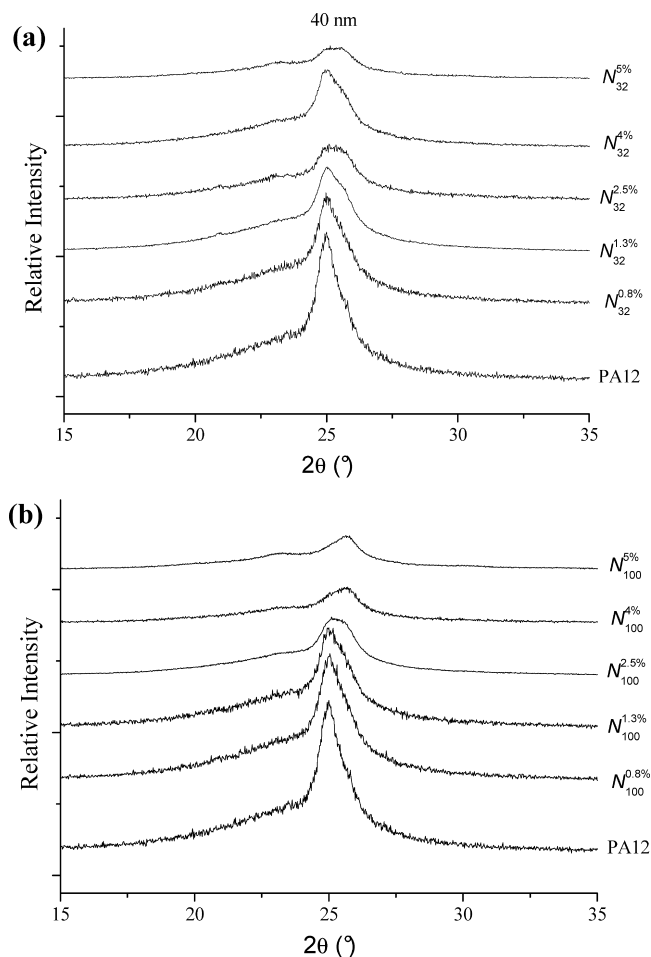 40 nm
(a)
N32 5%
N32 4%
N32 2.5%
N32 1.3%
N32 0.8%
PA12
Relative Intensity
15 20 25 30 35
2θ (°)
(b)
N100 5%
N100 4%
N100 2.5%
N100 1.3%
N100 0.8%
PA12
Relative Intensity
15 20 25 30 35
2θ (°)